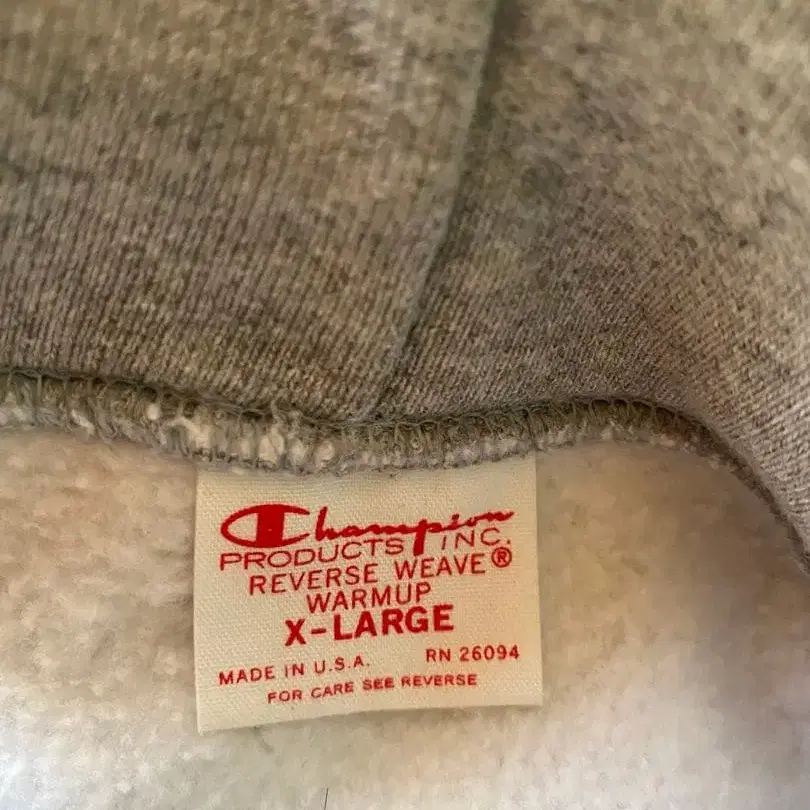 Champion
PRODUCTS INC.
REVERSE WEAVE®
WARMUP
X-LARGE
MADE IN U.S.A. RN 26094
FOR CARE SEE REVERSE